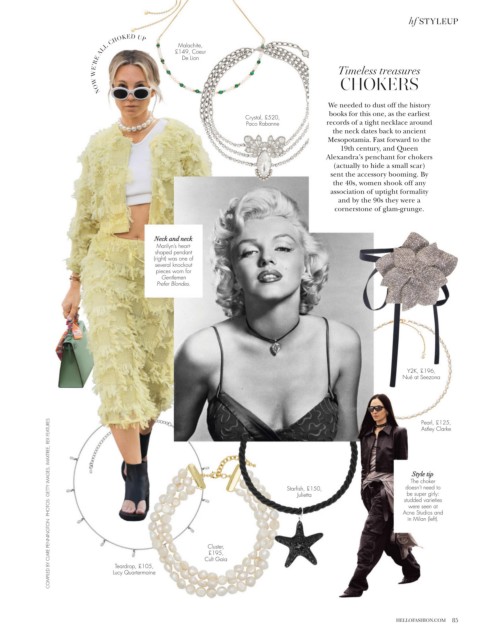 hf STYLEUP
NOW WE'RE ALL CHOKED UP
Malachite,
£149, Coeur
De Lion
Crystal, £520,
Paco Rabanne
Timeless treasures
CHOKERS
We needed to dust off the history
books for this one, as the earliest
records of a tight necklace around
the neck dates back to ancient
Mesopotamia. Fast forward to the
19th century, and Queen
Alexandra's penchant for chokers
(actually to hide a small scar)
sent the accessory booming. By
the 40s, women shook off any
association of uptight formality
and by the 90s they were a
cornerstone of glam-grunge.
Neck and neck
Marilyn's heart
shaped pendant
(right) was one of
several knockout
pieces worn for
Gentlemen
Prefer Blondes.
Y2K, £196,
Nué at Seezona
Pearl, £125,
Astley Clarke
Style tip
The choker
doesn't need to
be super girly:
studded varieties
were seen at
Acne Studios and
in Milan (left).
Starfish, £150,
Julietta
Cluster,
£195,
Cult Gaia
Teardrop, £105,
Lucy Quartermaine
COMPILED BY: CLARE PENNINGTON. PHOTOS: GETTY IMAGES, IMAXTREE, REX FEATURES
HELLOFASHION.COM 85